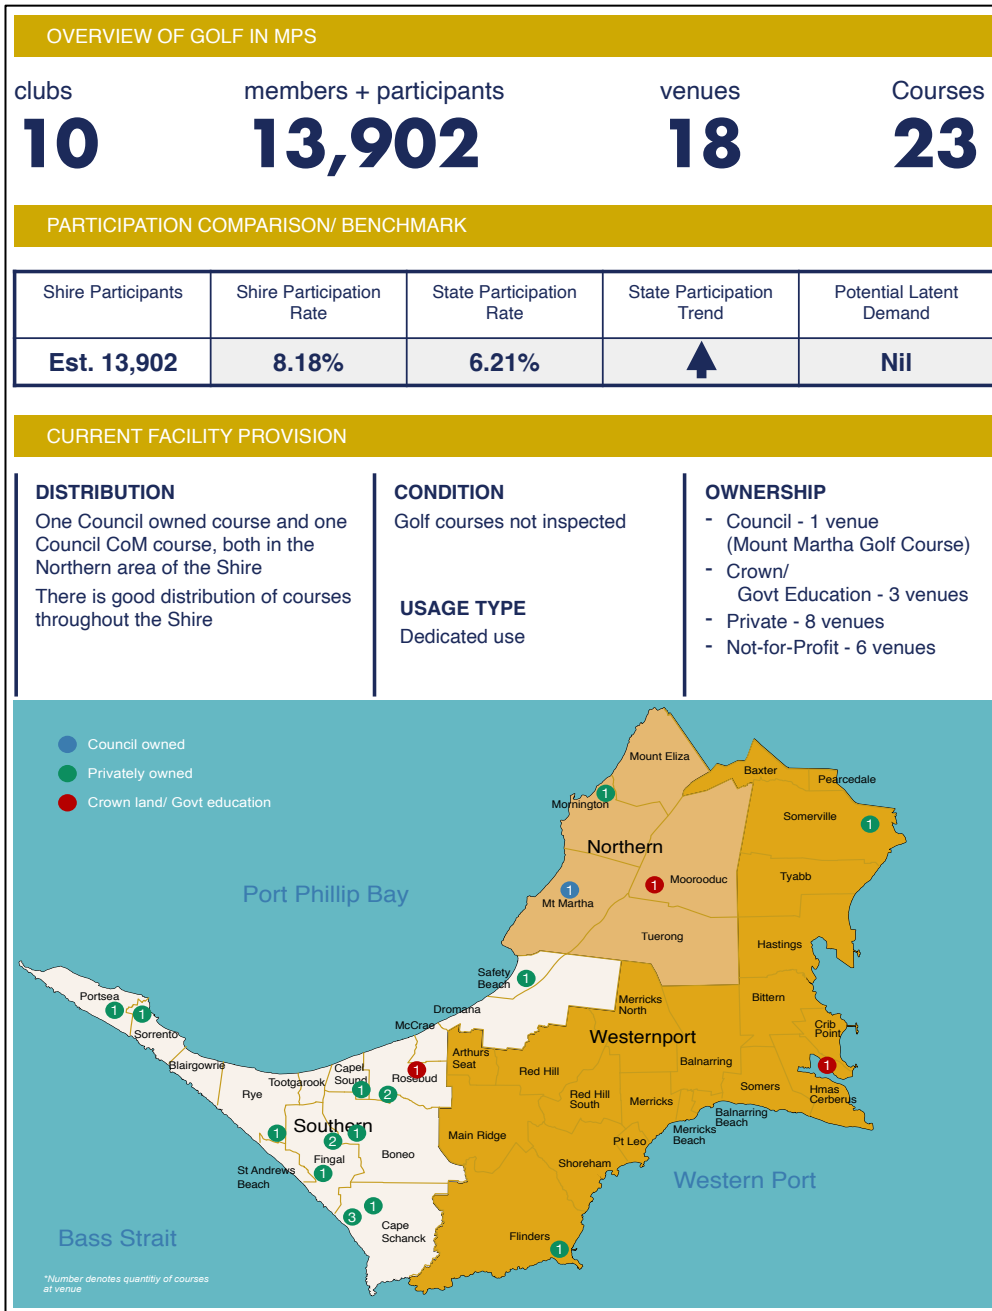 OVERVIEW OF GOLF IN MPS
clubs
10
members + participants
13,902
venues
18
Courses
23
PARTICIPATION COMPARISON/ BENCHMARK
Shire Participants
Shire Participation
Rate
State Participation
Rate
State Participation
Trend
Potential Latent
Demand
Est. 13,902
8.18%
6.21%
Nil
CURRENT FACILITY PROVISION
DISTRIBUTION
One Council owned course and one
Council CoM course, both in the
Northern area of the Shire
There is good distribution of courses
throughout the Shire
CONDITION
Golf courses not inspected
USAGE TYPE
Dedicated use
OWNERSHIP
- Council - 1 venue
(Mount Martha Golf Course)
- Crown/
Govt Education - 3 venues
- Private - 8 venues
- Not-for-Profit - 6 venues
Council owned
Privately owned
Crown land/ Govt education
Mount Eliza
Baxter
Pearcedale
1
Mornington
Somerville
1
Northern
Moorooduc
1
Tyabb
1
Mt Martha
Port Phillip Bay
Tuerong
Hastings
Safety
Beach
1
Portsea
1
1
Sorrento
Dromana
Merricks
North
Bittern
McCrae
Westernport
Crib
Point
Blairgowrie
Arthurs
Seat
Red Hill
Balnarring
1
Capel
Sound
1
Rosebud
1
2
Tootgarook
Rye
Red Hill
South
Merricks
Somers
Hmas
Cerberus
Balnarring
Beach
Merricks
Beach
Southern
1
2
1
Main Ridge
Pt Leo
Fingal
1
Boneo
Shoreham
St Andrews
Beach
Western Port
3
1
Cape
Schanck
Flinders
1
Bass Strait
*Number denotes quantitiy of courses
at venue